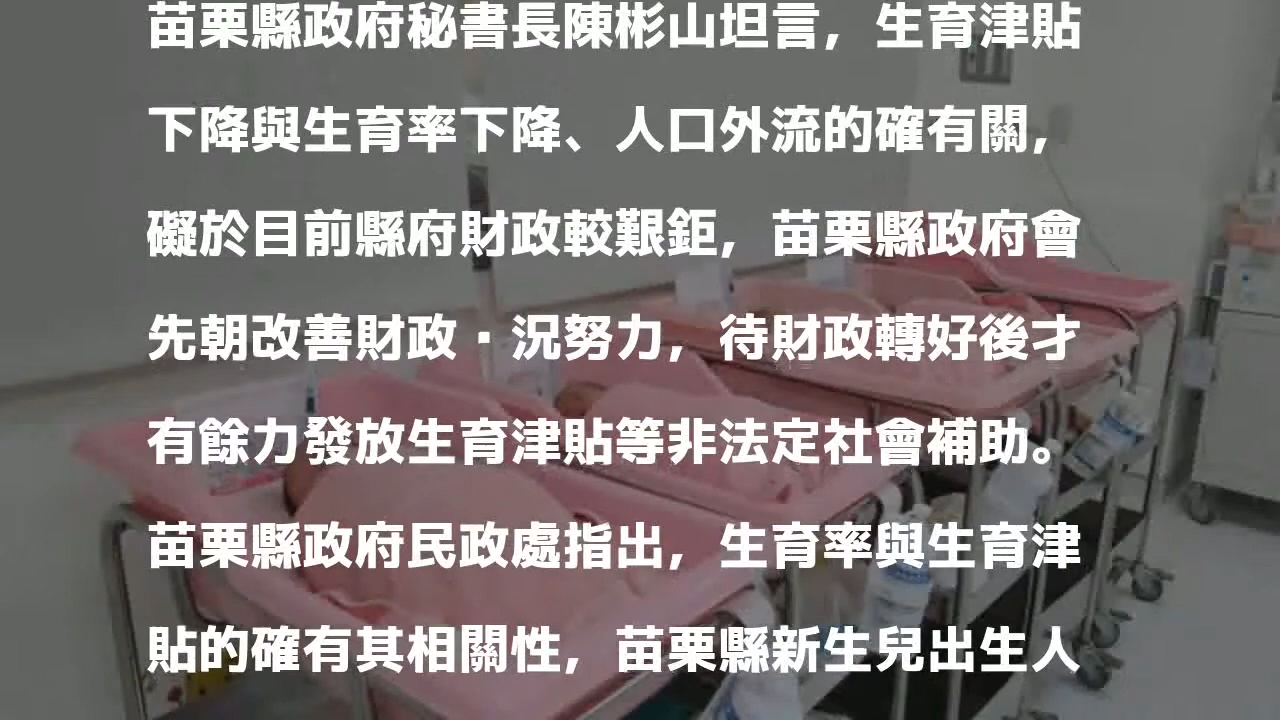 苗栗縣政府秘書長陳彬山坦言，生育津貼
下降與生育率下降、人口外流的確有關，
礙於目前縣府財政較艱鉅，苗栗縣政府會
先朝改善財政·況努力，待財政轉好後才
有餘力發放生育津貼等非法定社會補助。
苗栗縣政府民政處指出，生育率與生育津
貼的確有其相關性，苗栗縣新生兒出生人